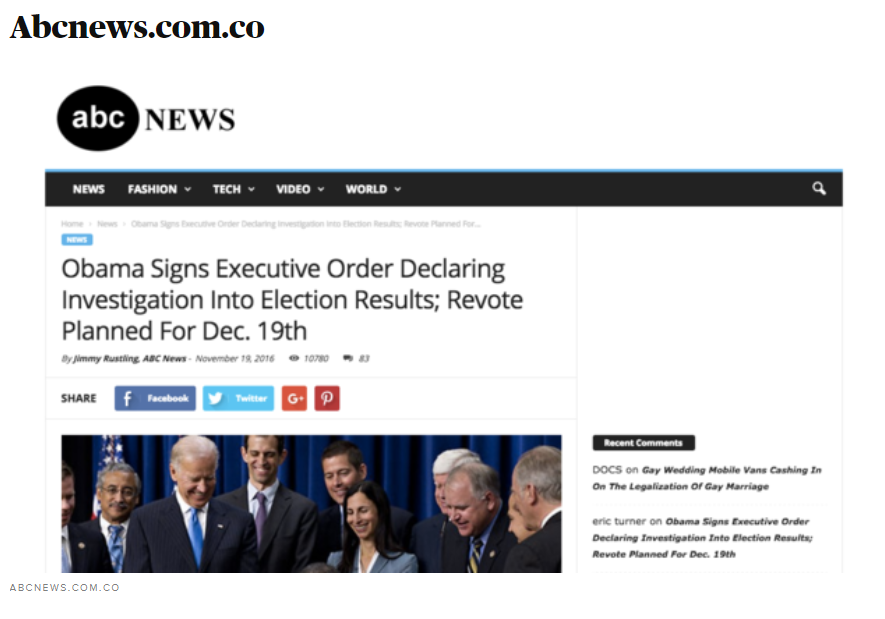 Abcnews.com.co
abc NEWS
NEWS FASHION TECH VIDEO WORLD
Home › News › Obama Signs Executive Order Declaring Investigation Into Election Results; Revote Planned For Dec...
NEWS
Obama Signs Executive Order Declaring
Investigation Into Election Results; Revote
Planned For Dec. 19th
By Jimmy Rustling, ABC News - November 19, 2016 10780 83
SHARE Facebook Twitter G+
Recent Comments
DOCS on Gay Wedding Mobile Vans Cashing In
On The Legalization Of Gay Marriage
eric turner on Obama Signs Executive Order
Declaring Investigation Into Election Results;
Revote Planned For Dec. 19th
ABCNEWS.COM.CO